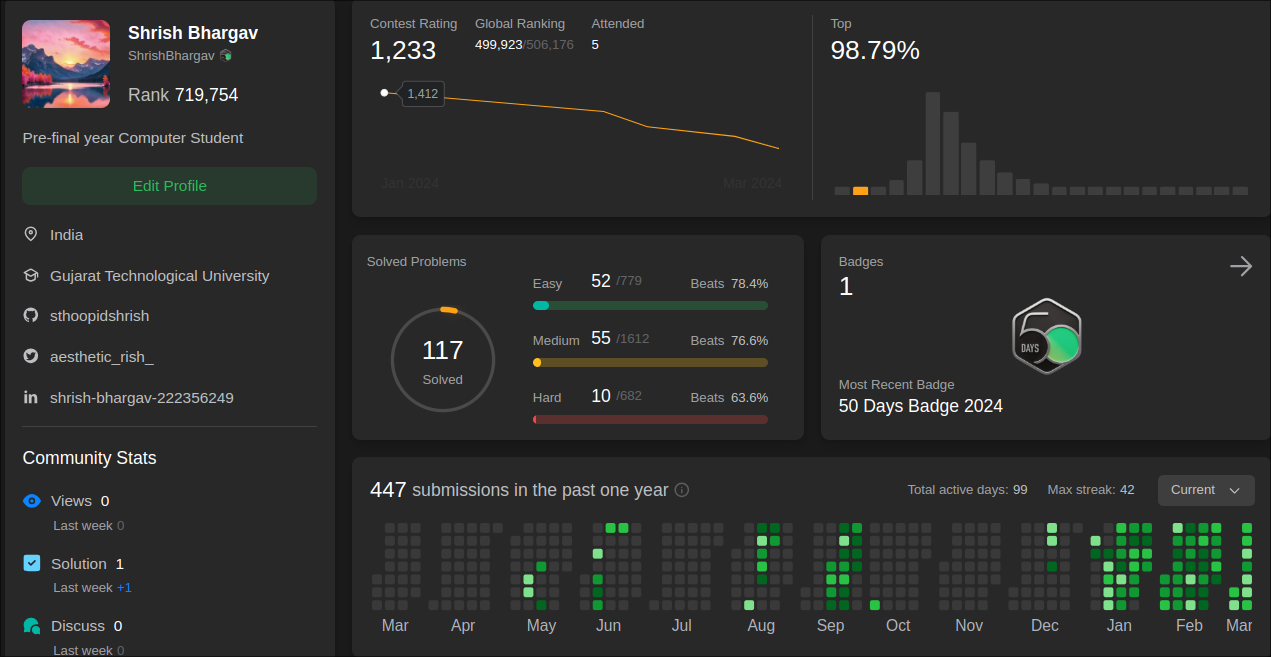 Shrish Bhargav
ShrishBhargav
Rank 719,754
Pre-final year Computer Student
Edit Profile
India
Gujarat Technological University
sthoopidshrish
aesthetic_rish_
in shrish-bhargav-222356249
Community Stats
Views 0
Last week 0
Solution 1
Last week +1
Discuss 0
Last week 0
Contest Rating Global Ranking Attended
1,233 499,923/506,176 5
1,412
Jan 2024 Mar 2024
Top
98.79%
Solved Problems
117
Solved
Easy 52 /779 Beats 78.4%
Medium 55 /1612 Beats 76.6%
Hard 10 /682 Beats 63.6%
Badges
1
50
DAYS
Most Recent Badge
50 Days Badge 2024
447 submissions in the past one year
Total active days: 99 Max streak: 42 Current
Mar Apr May Jun Jul Aug Sep Oct Nov Dec Jan Feb Mar